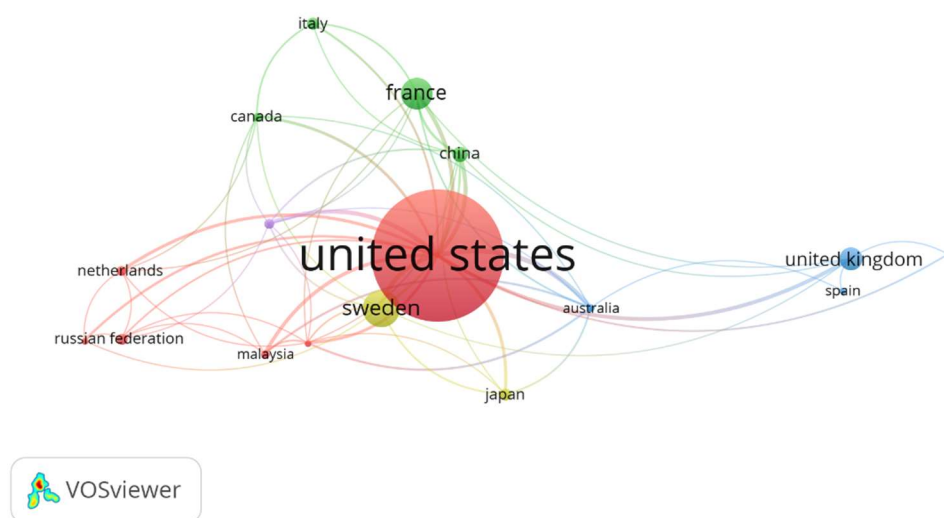 italy
france
canada
china
united states
netherlands
united kingdom
spain
sweden
australia
russian federation
malaysia
japan
VOSviewer